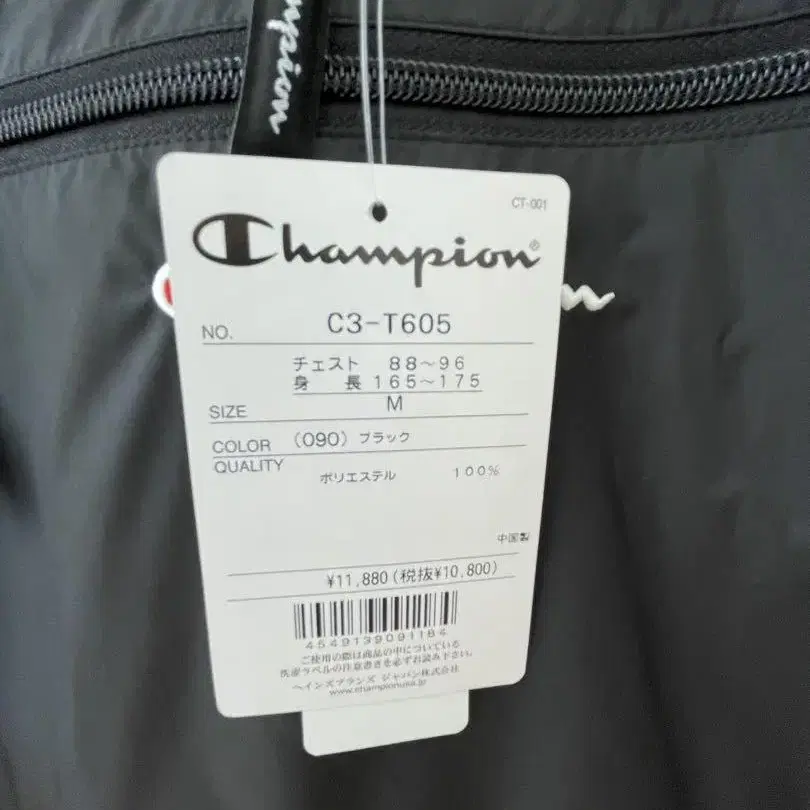 Champion
CT-001
Champion®
NO.
C3-T605
チェスト 88～96
身 長 165～175
SIZE
M
COLOR
(090) ブラック
QUALITY
ポリエステル 100%
中国製
¥11,880(税抜¥10,800)
4549139091184
ご使用の際は商品の中についている
洗濯ラベルの注意書きを必ずお読み下さい。
ヘインズブランズ ジャパン株式会社
www.championusa.jp